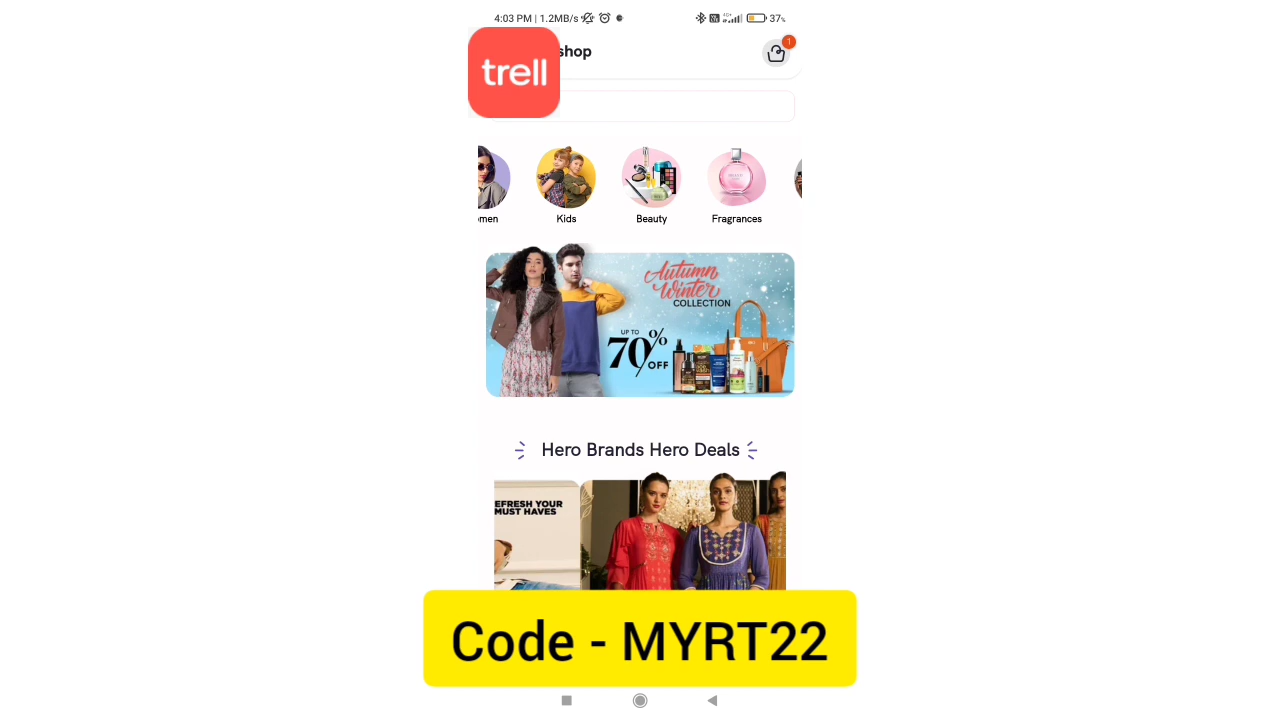 4:03 PM | 1.2MB/s
37%
trell
shop
1
omen
Kids
Beauty
Fragrances
Autumn
Winter
COLLECTION
UP TO
70%
OFF
Hero Brands Hero Deals
EFRESH YOUR
MUST HAVES
Code - MYRT22